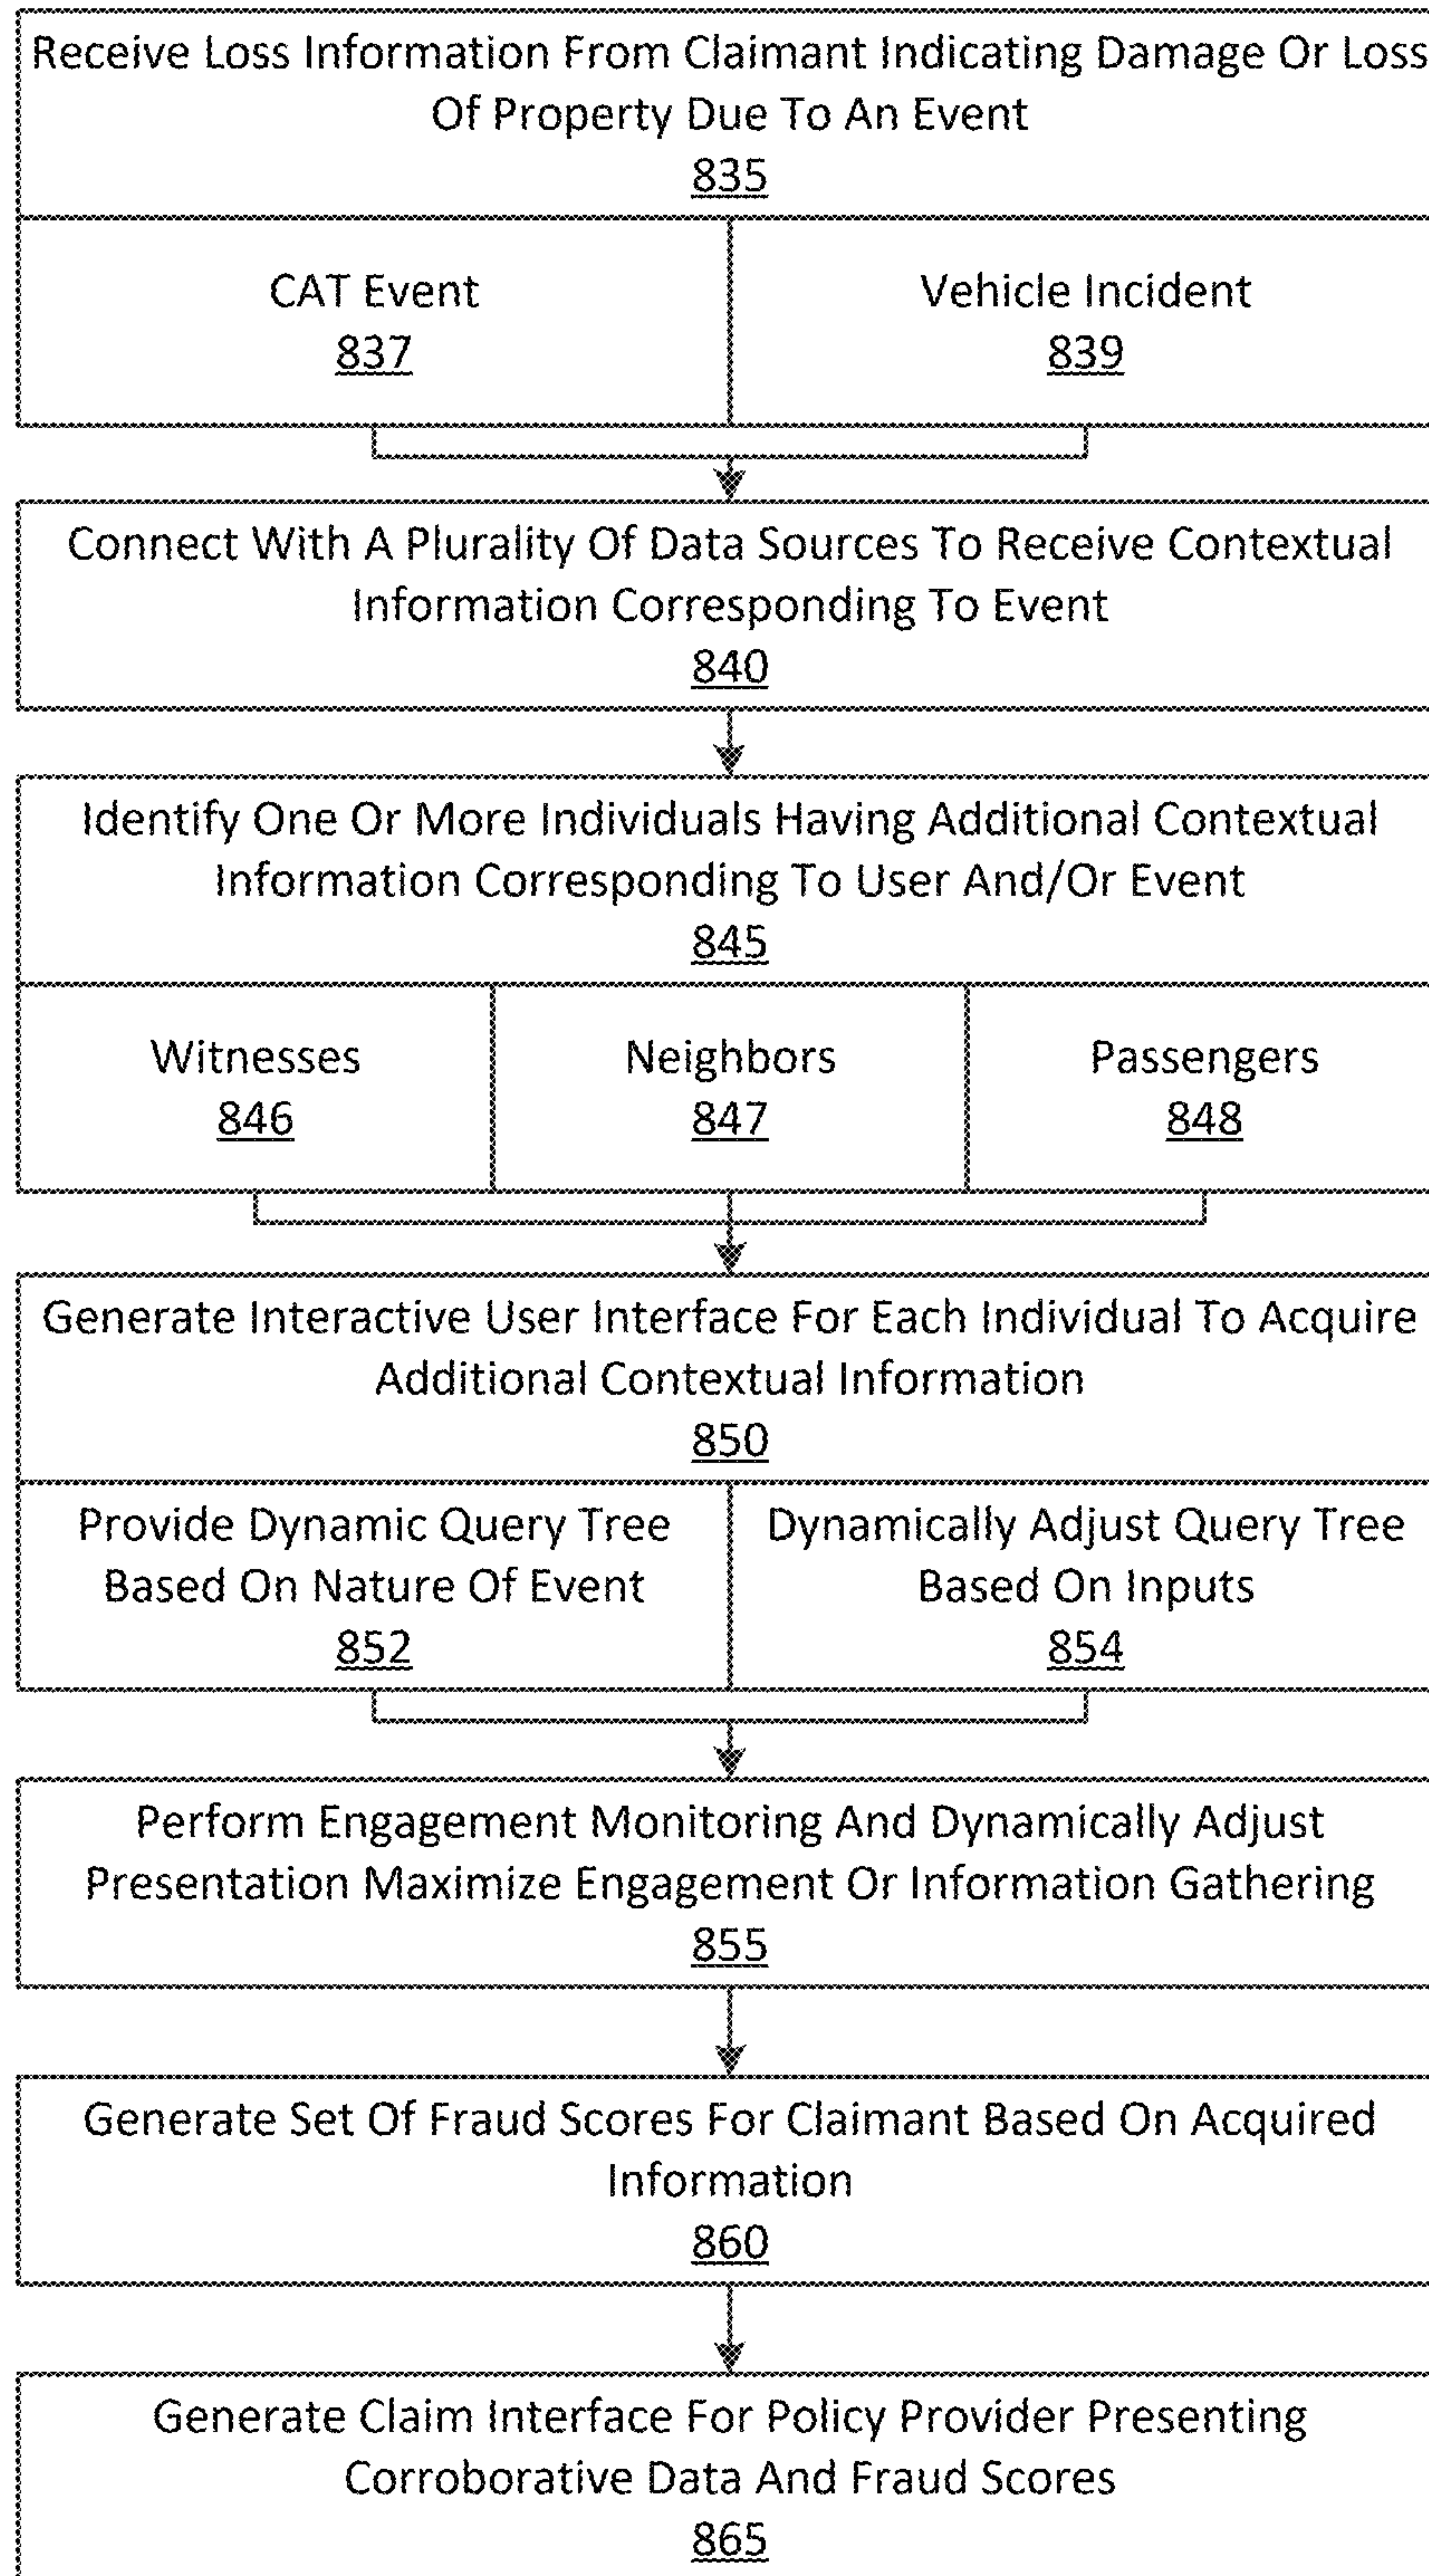 Receive Loss Information From Claimant Indicating Damage Or Loss
Of Property Due To An Event
835
CAT Event
837
Vehicle Incident
839
Connect With A Plurality Of Data Sources To Receive Contextual
Information Corresponding To Event
840
Identify One Or More Individuals Having Additional Contextual
Information Corresponding To User And/Or Event
845
Witnesses
846
Neighbors
847
Passengers
848
Generate Interactive User Interface For Each Individual To Acquire
Additional Contextual Information
850
Provide Dynamic Query Tree
Based On Nature Of Event
852
Dynamically Adjust Query Tree
Based On Inputs
854
Perform Engagement Monitoring And Dynamically Adjust
Presentation Maximize Engagement Or Information Gathering
855
Generate Set Of Fraud Scores For Claimant Based On Acquired
Information
860
Generate Claim Interface For Policy Provider Presenting
Corroborative Data And Fraud Scores
865